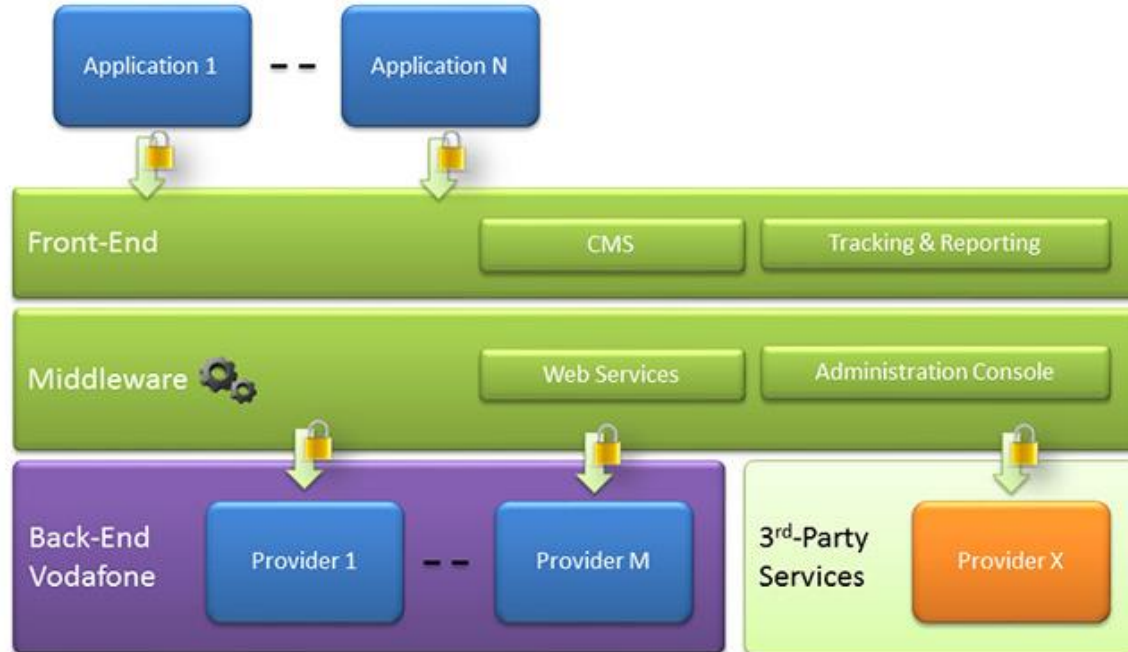 Application 1
Application N
Front-End
CMS
Tracking & Reporting
Middleware
Web Services
Administration Console
Back-End
Vodafone
Provider 1
Provider M
3rd-Party
Services
Provider X